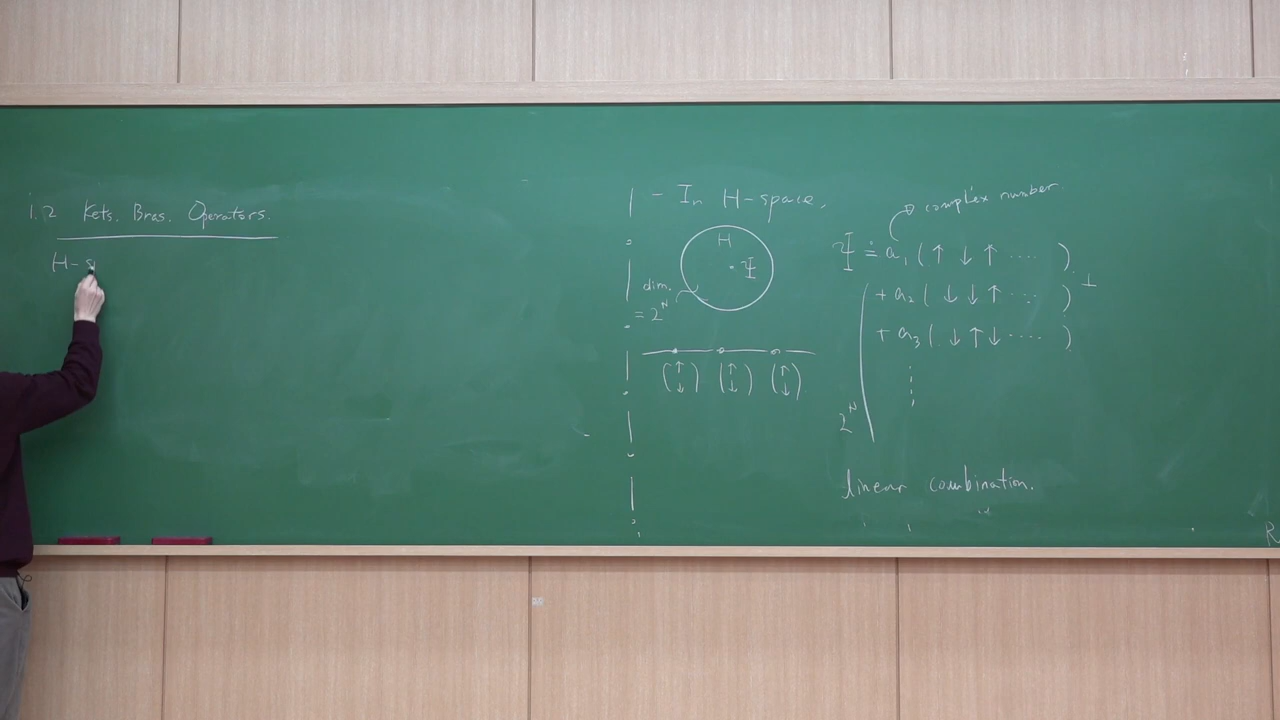 1.2 Kets. Bras. Operators.
H-s
- In H-space,
H
· Ψ
dim.
= 2^N
(↑↓) (↑↓) (↑↓)
complex number.
Ψ ≐ a₁ ( ↑ ↓ ↑ ···· )
+ a₂ ( ↓ ↓ ↑ ··· ) ⊥
+ a₃ ( ↓ ↑ ↓ ···· )
2^N
linear combination.
R